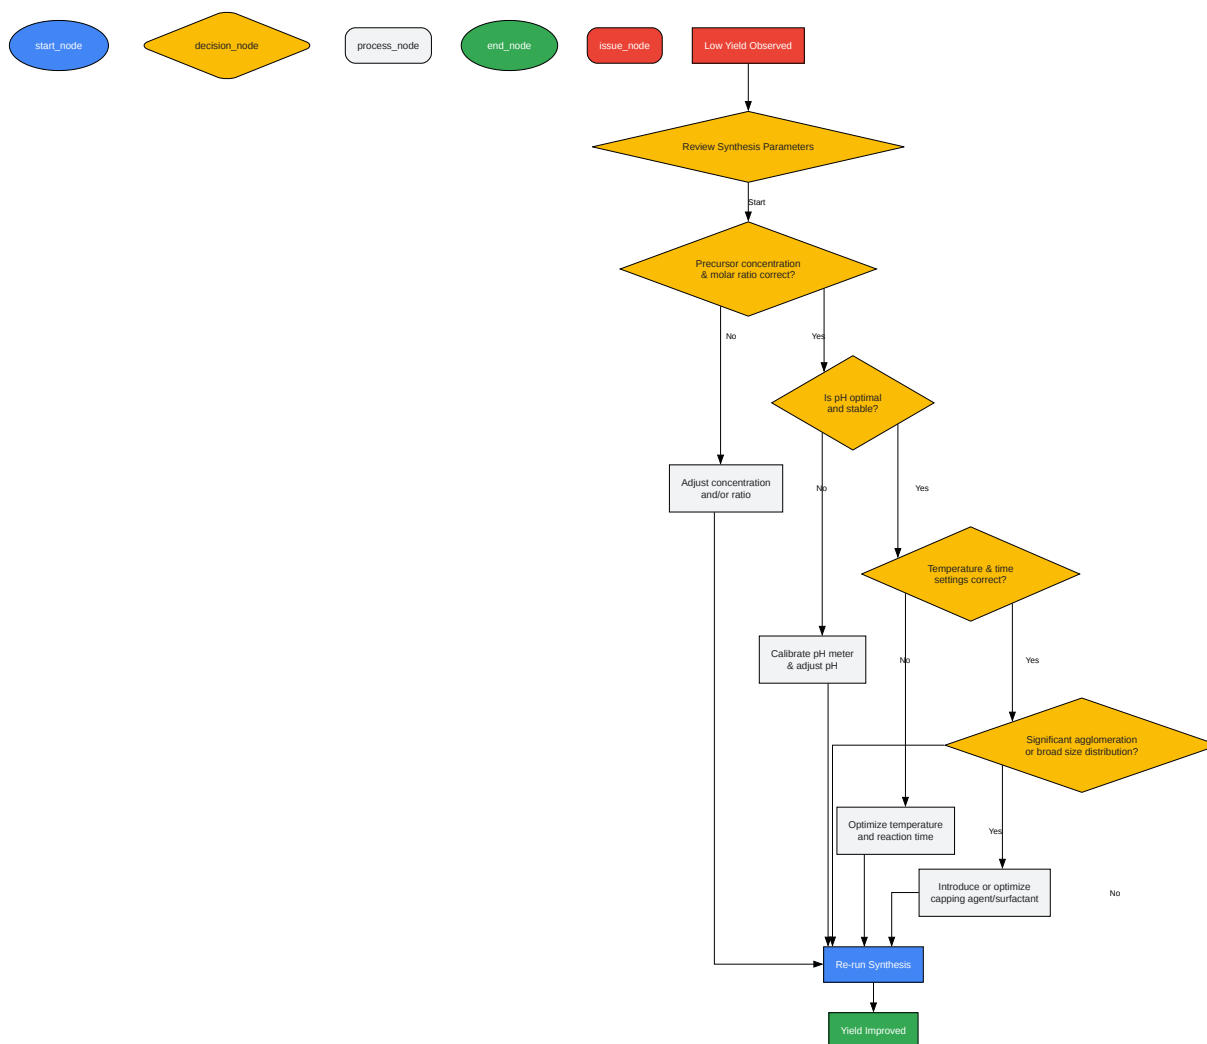 start_node
decision_node
process_node
end_node
issue_node
Low Yield Observed
Review Synthesis Parameters
Start
Precursor concentration
& molar ratio correct?
No
Yes
Is pH optimal
and stable?
Adjust concentration
and/or ratio
No
Yes
Temperature & time
settings correct?
Calibrate pH meter
& adjust pH
No
Yes
Significant agglomeration
or broad size distribution?
Optimize temperature
and reaction time
Yes
Introduce or optimize
capping agent/surfactant
No
Re-run Synthesis
Yield Improved